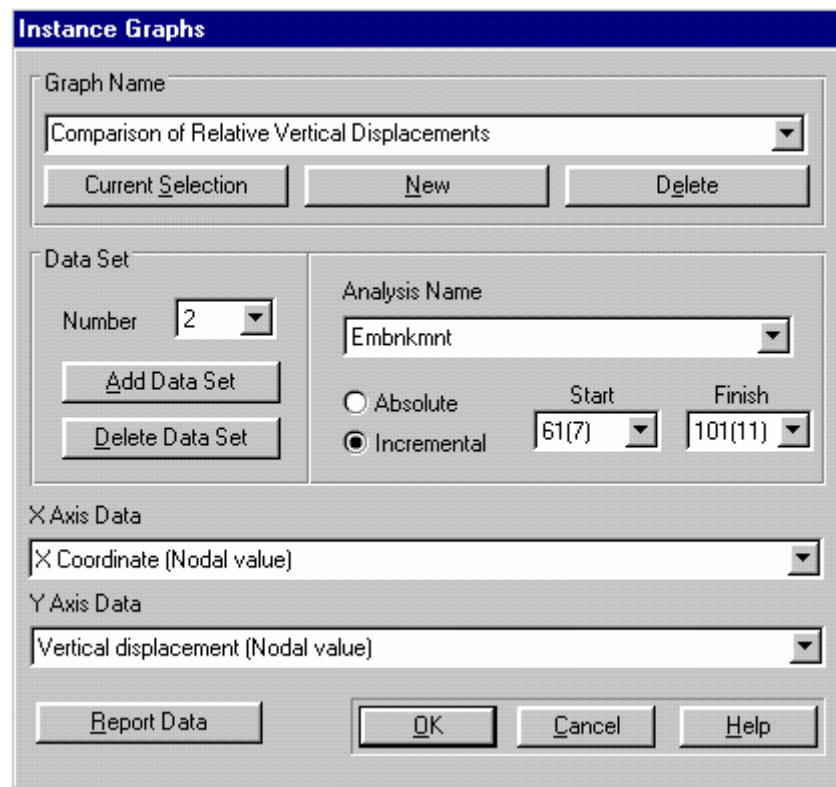 Instance Graphs
Graph Name
Comparison of Relative Vertical Displacements
Current Selection New Delete
Data Set
Number 2
Add Data Set
Delete Data Set
Analysis Name
Embnkmnt
Absolute
Incremental
Start Finish
61(7) 101(11)
X Axis Data
X Coordinate (Nodal value)
Y Axis Data
Vertical displacement (Nodal value)
Report Data OK Cancel Help